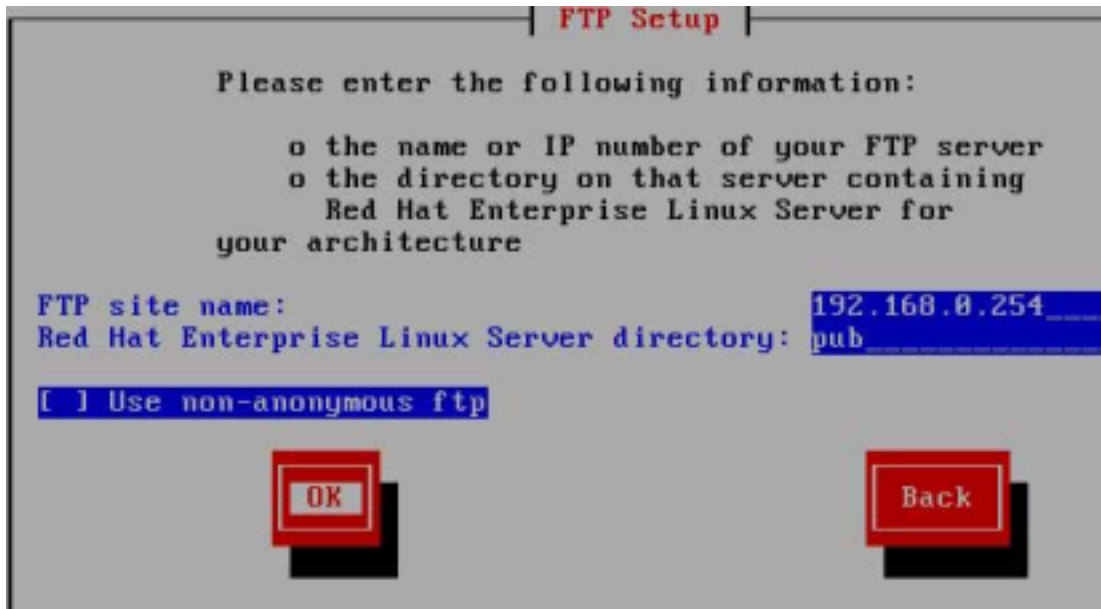 FTP Setup
Please enter the following information:
o the name or IP number of your FTP server
o the directory on that server containing
Red Hat Enterprise Linux Server for
your architecture
FTP site name: 192.168.0.254____
Red Hat Enterprise Linux Server directory: pub______________
[ ] Use non-anonymous ftp
OK Back